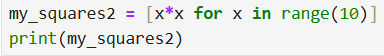 my_squares2 = [x*x for x in range(10)]
print(my_squares2)